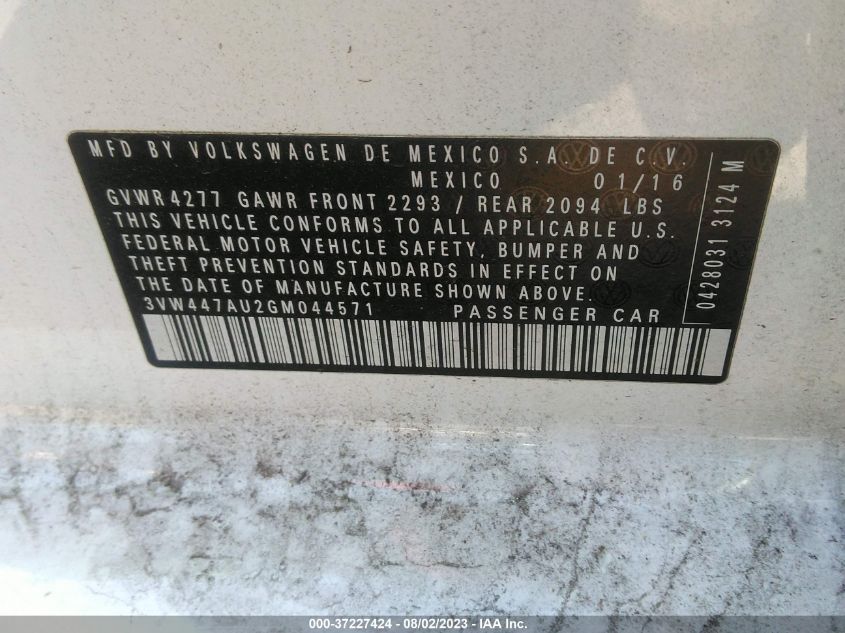 MFD BY VOLKSWAGEN DE MEXICO S.A. DE C.V.
MEXICO 01/16
GVWR 4277 GAWR FRONT 2293 / REAR 2094 LBS
THIS VEHICLE CONFORMS TO ALL APPLICABLE U.S.
FEDERAL MOTOR VEHICLE SAFETY, BUMPER AND
THEFT PREVENTION STANDARDS IN EFFECT ON
THE DATE OF MANUFACTURE SHOWN ABOVE.
3VW447AU2GM044571 PASSENGER CAR
0428031 3124 M
000-37227424 - 08/02/2023 - IAA Inc.